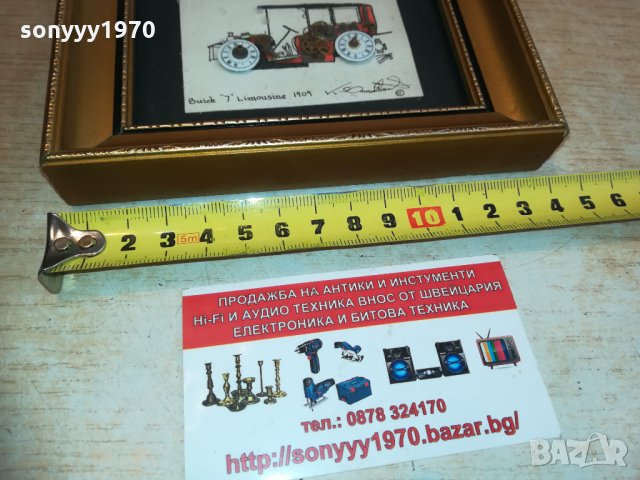 sonyyy1970
sonyyy1970
Buick "7" Limousine 1909
©
2 3 5m 4 5 6 7 8 9 10 1 2 3 4 5 6
ПРОДАЖБА НА АНТИКИ И ИНСТУМЕНТИ
Hi-Fi И АУДИО ТЕХНИКА ВНОС ОТ ШВЕЙЦАРИЯ
ЕЛЕКТРОНИКА И БИТОВА ТЕХНИКА
тел.: 0878 324170
http://sonyyy1970.bazar.bg/
BAZAR